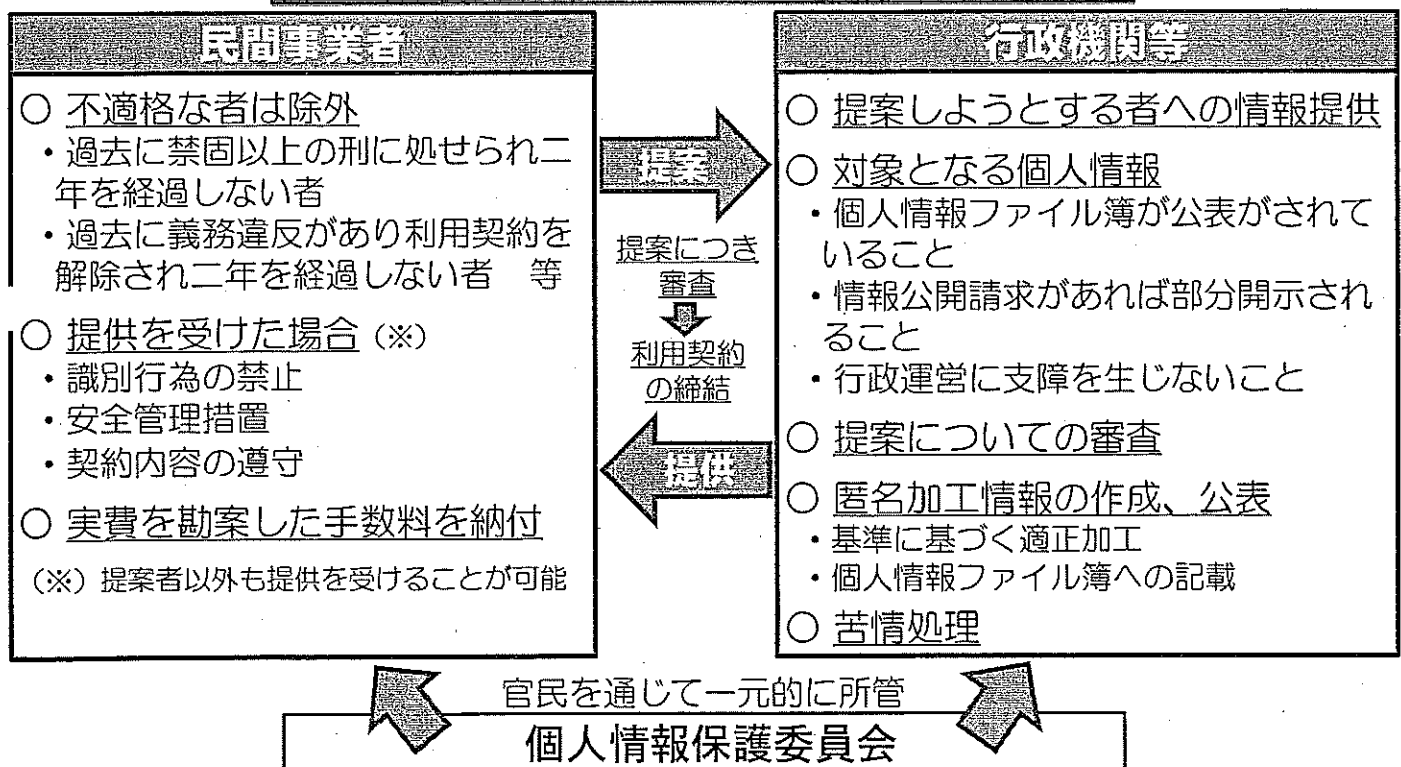 民間事業者
○ 不適格な者は除外
・過去に禁固以上の刑に処せられ二
年を経過しない者
・過去に義務違反があり利用契約を
解除され二年を経過しない者 等
○ 提供を受けた場合（※）
・識別行為の禁止
・安全管理措置
・契約内容の遵守
○ 実費を勘案した手数料を納付
（※）提案者以外も提供を受けることが可能
提案
提案につき
審査
利用契約
の締結
提供
行政機関等
○ 提案しようとする者への情報提供
○ 対象となる個人情報
・個人情報ファイル簿が公表がされて
いること
・情報公開請求があれば部分開示され
ること
・行政運営に支障を生じないこと
○ 提案についての審査
○ 匿名加工情報の作成、公表
・基準に基づく適正加工
・個人情報ファイル簿への記載
○ 苦情処理
官民を通じて一元的に所管
個人情報保護委員会